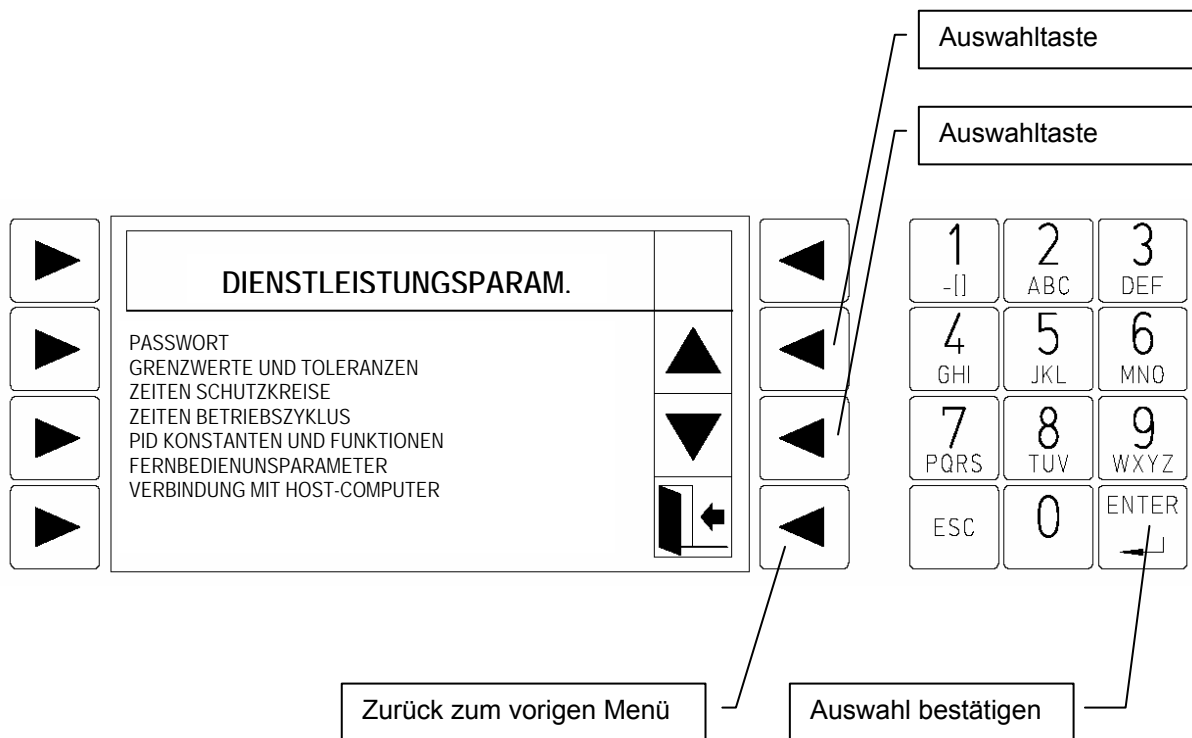 Auswahltaste
Auswahltaste
DIENSTLEISTUNGSPARAM.
PASSWORT
GRENZWERTE UND TOLERANZEN
ZEITEN SCHUTZKREISE
ZEITEN BETRIEBSZYKLUS
PID KONSTANTEN UND FUNKTIONEN
FERNBEDIENUNSPARAMETER
VERBINDUNG MIT HOST-COMPUTER
1 2 3
-[] ABC DEF
4 5 6
GHI JKL MNO
7 8 9
PQRS TUV WXYZ
ESC 0 ENTER
Zurück zum vorigen Menü
Auswahl bestätigen